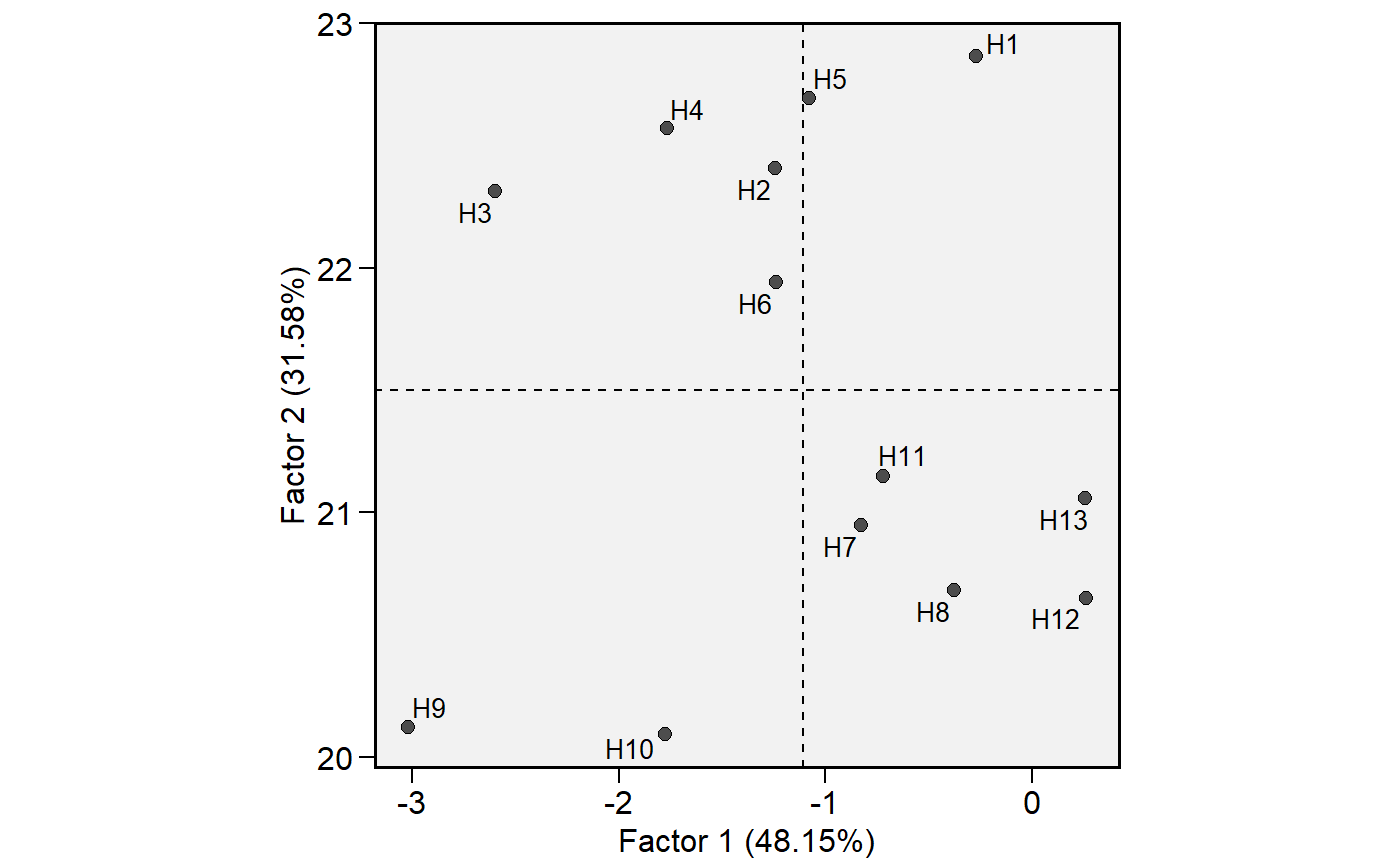 23
H1
H5
H4
H2
H3
22
H6
Factor 2 (31.58%)
H11
21
H13
H7
H8
H12
H9
H10
20
-3 -2 -1 0
Factor 1 (48.15%)